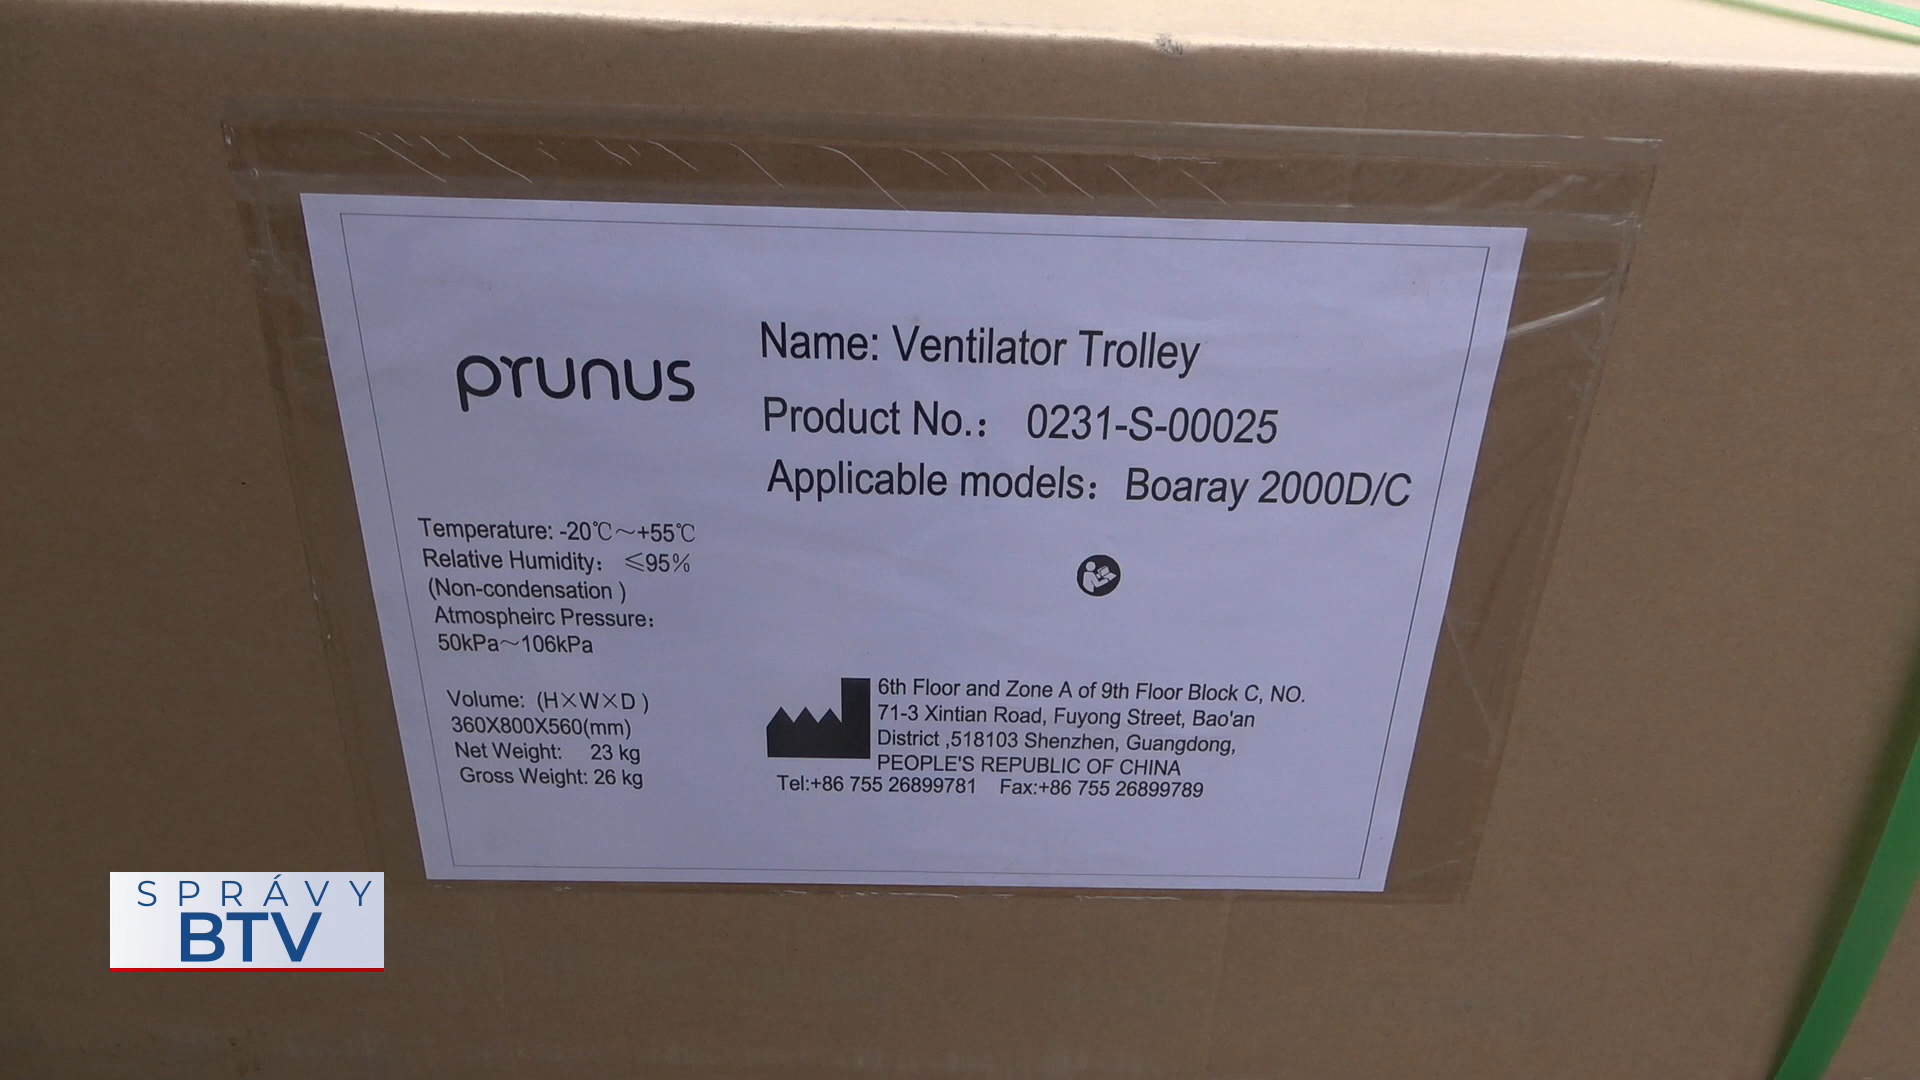 prunus
Name: Ventilator Trolley
Product No.: 0231-S-00025
Applicable models: Boaray 2000D/C
Temperature: -20℃~+55℃
Relative Humidity: ≤95%
(Non-condensation )
Atmospheirc Pressure:
50kPa~106kPa
Volume: (H×W×D )
360X800X560(mm)
Net Weight: 23 kg
Gross Weight: 26 kg
6th Floor and Zone A of 9th Floor Block C, NO.
71-3 Xintian Road, Fuyong Street, Bao'an
District ,518103 Shenzhen, Guangdong,
PEOPLE'S REPUBLIC OF CHINA
Tel:+86 755 26899781 Fax:+86 755 26899789
SPRÁVY
BTV